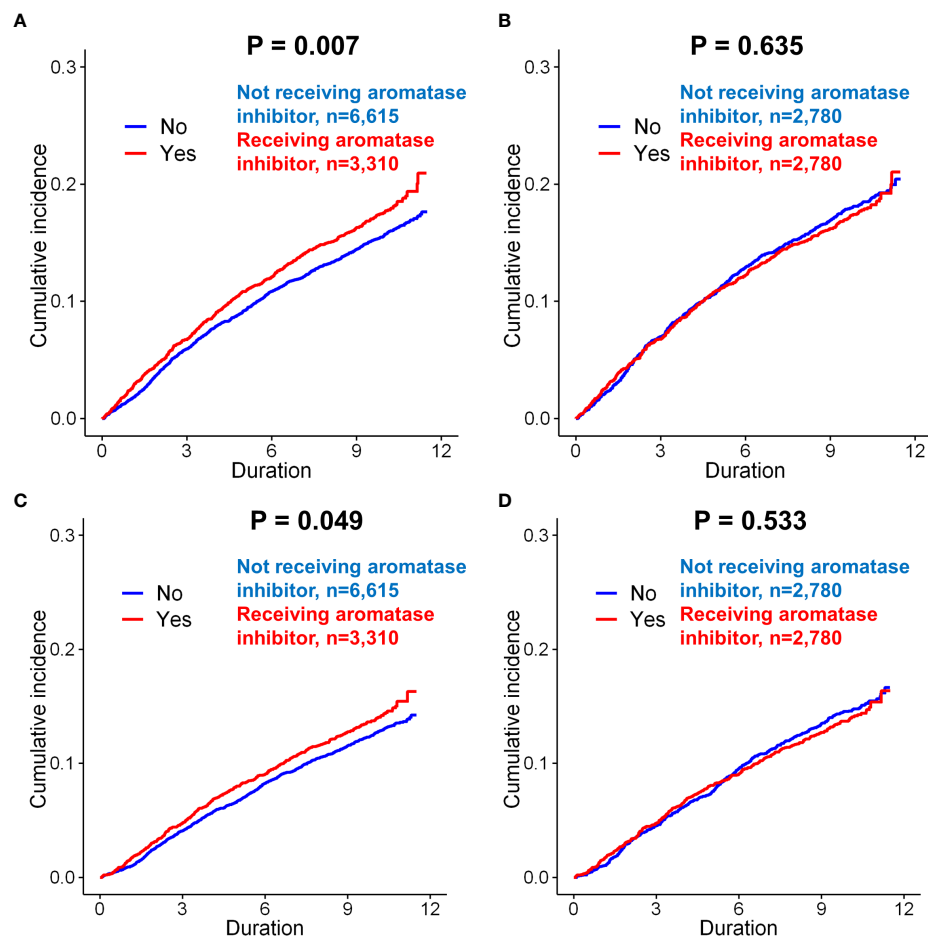 A
P = 0.007
Cumulative incidence
0.3
0.2
0.1
0.0
No
Yes
Not receiving aromatase
inhibitor, n=6,615
Receiving aromatase
inhibitor, n=3,310
0 3 6 9 12
Duration
B
P = 0.635
Cumulative incidence
0.3
0.2
0.1
0.0
No
Yes
Not receiving aromatase
inhibitor, n=2,780
Receiving aromatase
inhibitor, n=2,780
0 3 6 9 12
Duration
C
P = 0.049
Cumulative incidence
0.3
0.2
0.1
0.0
No
Yes
Not receiving aromatase
inhibitor, n=6,615
Receiving aromatase
inhibitor, n=3,310
0 3 6 9 12
Duration
D
P = 0.533
Cumulative incidence
0.3
0.2
0.1
0.0
No
Yes
Not receiving aromatase
inhibitor, n=2,780
Receiving aromatase
inhibitor, n=2,780
0 3 6 9 12
Duration